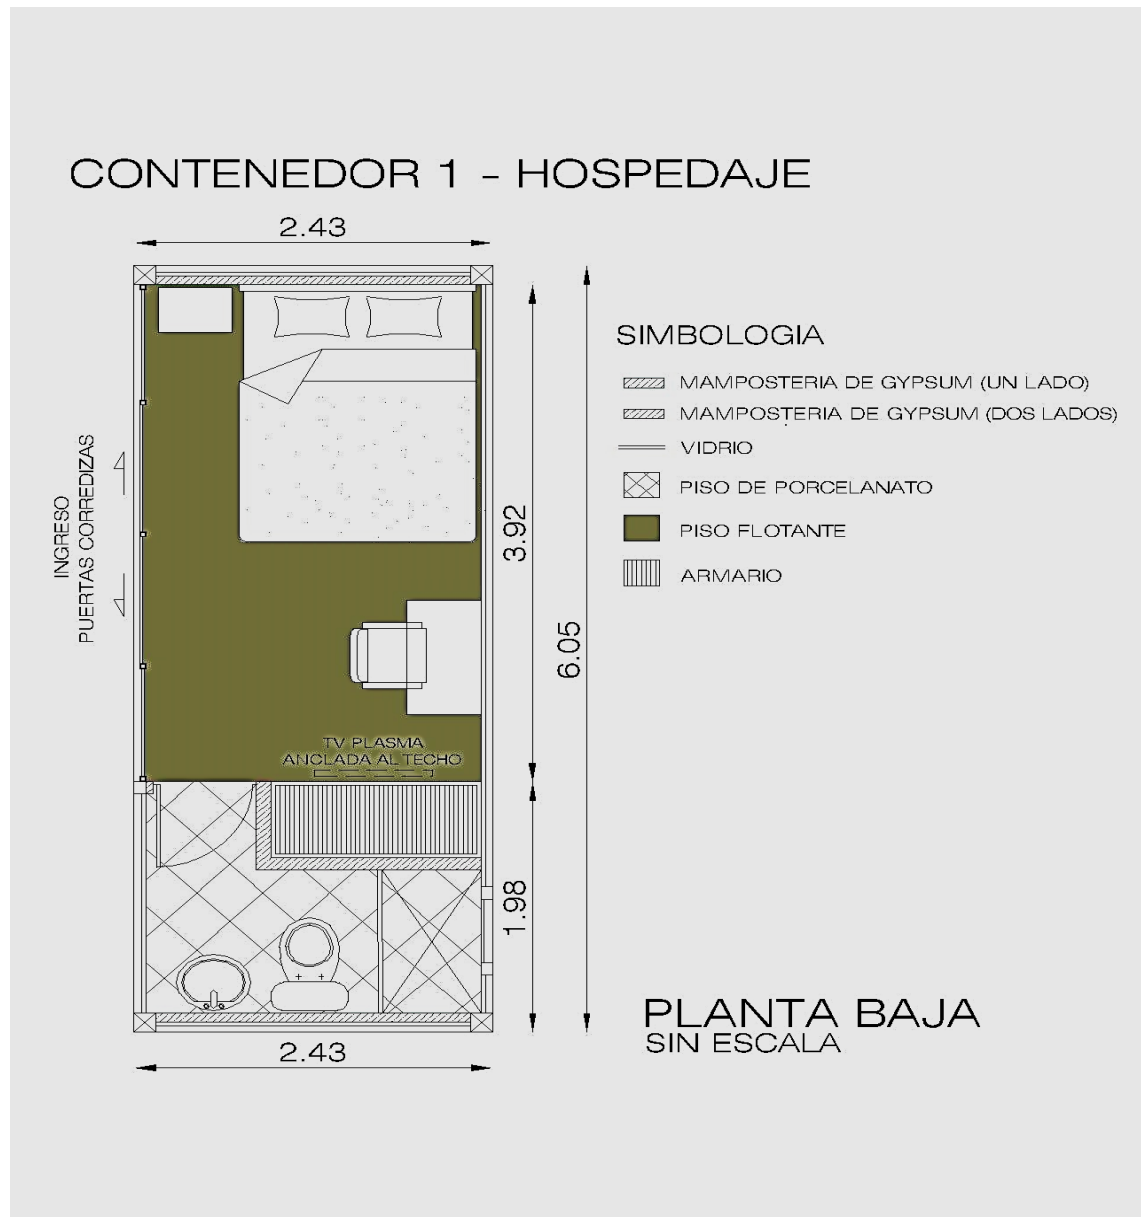 CONTENEDOR 1 - HOSPEDAJE
2.43
SIMBOLOGIA
MAMPOSTERIA DE GYPSUM (UN LADO)
MAMPOSTERIA DE GYPSUM (DOS LADOS)
VIDRIO
PISO DE PORCELANATO
PISO FLOTANTE
ARMARIO
INGRESO
PUERTAS CORREDIZAS
3.92
6.05
TV PLASMA
ANCLADA AL TECHO
1.98
PLANTA BAJA
SIN ESCALA
2.43